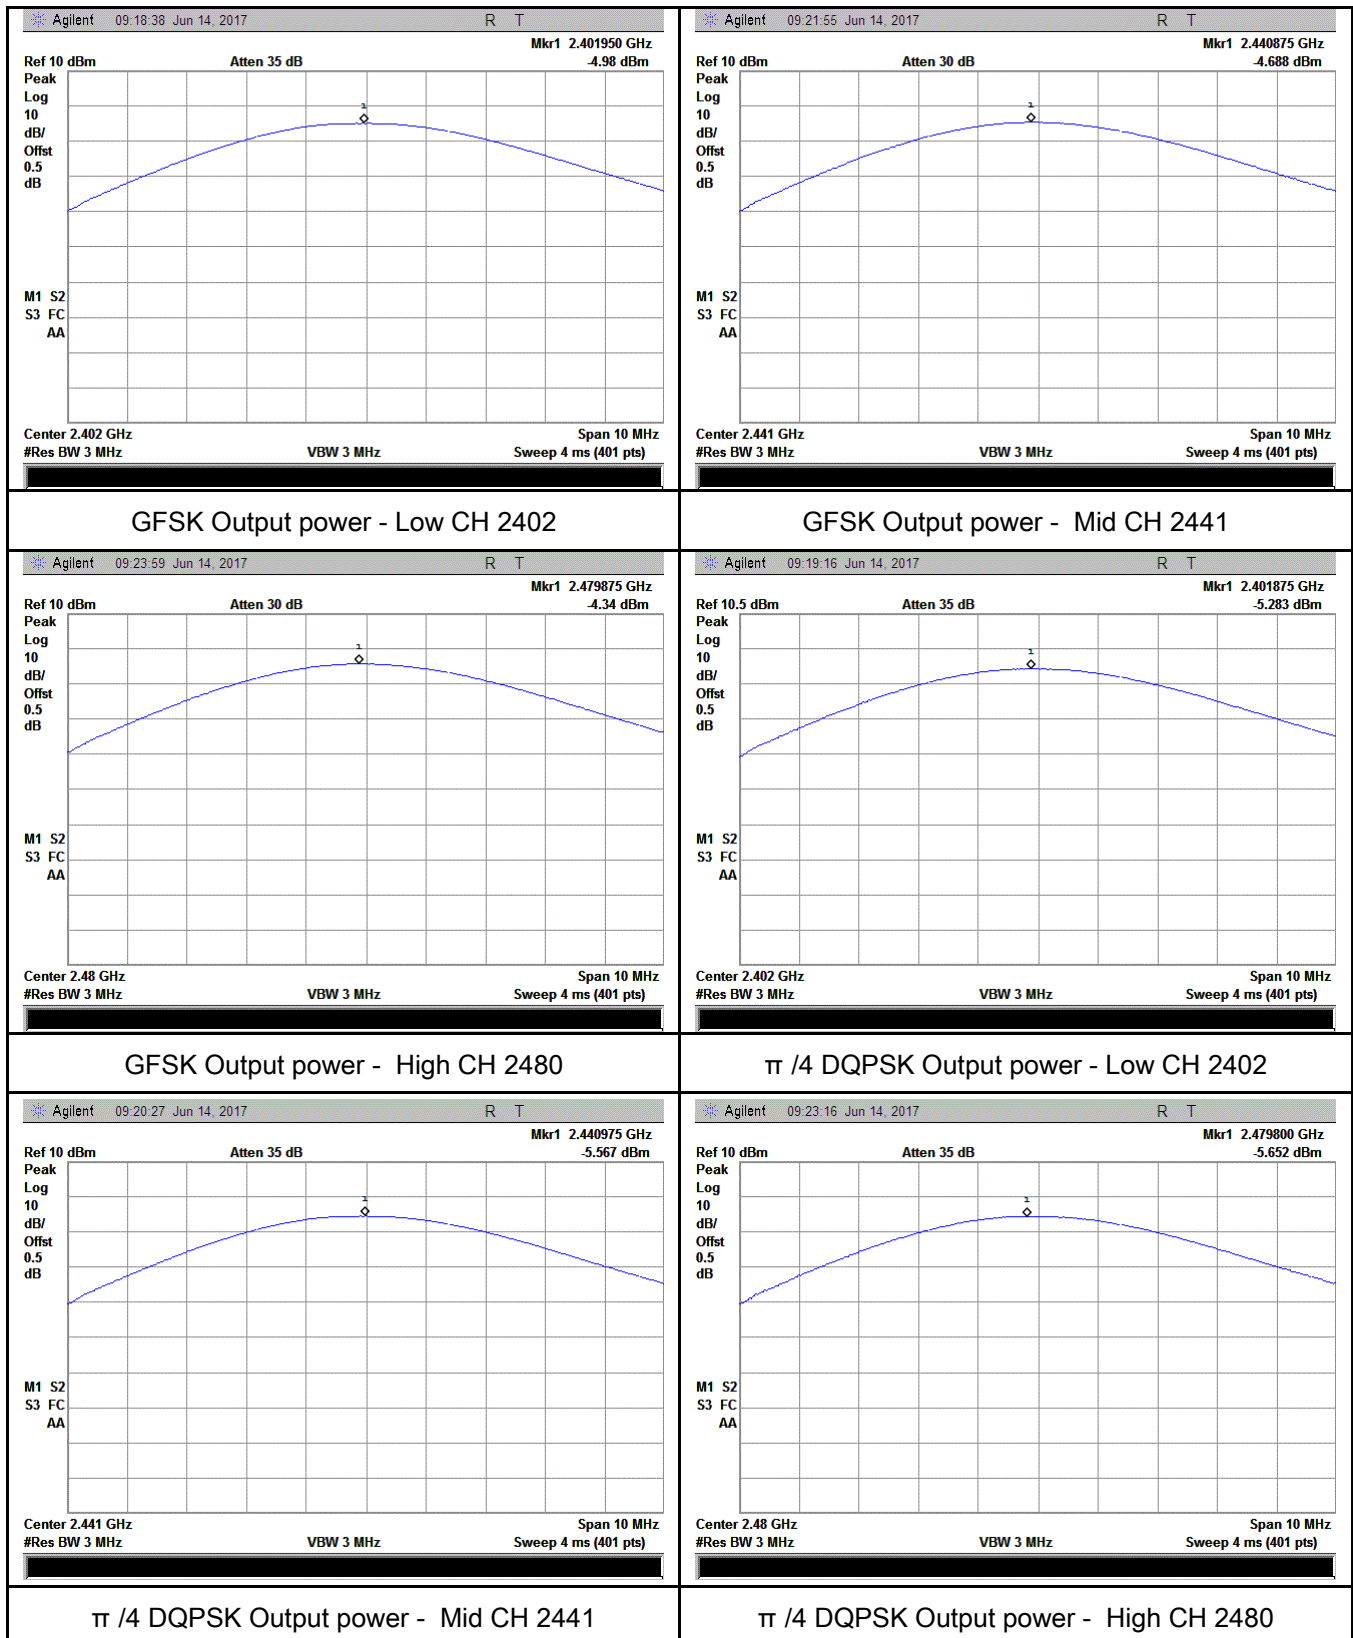 Agilent 09:18:38 Jun 14, 2017 R T
Mkr1 2.401950 GHz
Ref 10 dBm Atten 35 dB -4.98 dBm
Peak
Log
10
dB/
Offst
0.5
dB
1
M1 S2
S3 FC
AA
Center 2.402 GHz Span 10 MHz
#Res BW 3 MHz VBW 3 MHz Sweep 4 ms (401 pts)
GFSK Output power - Low CH 2402
Agilent 09:21:55 Jun 14, 2017 R T
Mkr1 2.440875 GHz
Ref 10 dBm Atten 30 dB -4.688 dBm
Peak
Log
10
dB/
Offst
0.5
dB
1
M1 S2
S3 FC
AA
Center 2.441 GHz Span 10 MHz
#Res BW 3 MHz VBW 3 MHz Sweep 4 ms (401 pts)
GFSK Output power - Mid CH 2441
Agilent 09:23:59 Jun 14, 2017 R T
Mkr1 2.479875 GHz
Ref 10 dBm Atten 30 dB -4.34 dBm
Peak
Log
10
dB/
Offst
0.5
dB
1
M1 S2
S3 FC
AA
Center 2.48 GHz Span 10 MHz
#Res BW 3 MHz VBW 3 MHz Sweep 4 ms (401 pts)
GFSK Output power - High CH 2480
Agilent 09:19:16 Jun 14, 2017 R T
Mkr1 2.401875 GHz
Ref 10.5 dBm Atten 35 dB -5.283 dBm
Peak
Log
10
dB/
Offst
0.5
dB
1
M1 S2
S3 FC
AA
Center 2.402 GHz Span 10 MHz
#Res BW 3 MHz VBW 3 MHz Sweep 4 ms (401 pts)
π /4 DQPSK Output power - Low CH 2402
Agilent 09:20:27 Jun 14, 2017 R T
Mkr1 2.440975 GHz
Ref 10 dBm Atten 35 dB -5.567 dBm
Peak
Log
10
dB/
Offst
0.5
dB
1
M1 S2
S3 FC
AA
Center 2.441 GHz Span 10 MHz
#Res BW 3 MHz VBW 3 MHz Sweep 4 ms (401 pts)
π /4 DQPSK Output power - Mid CH 2441
Agilent 09:23:16 Jun 14, 2017 R T
Mkr1 2.479800 GHz
Ref 10 dBm Atten 35 dB -5.652 dBm
Peak
Log
10
dB/
Offst
0.5
dB
1
M1 S2
S3 FC
AA
Center 2.48 GHz Span 10 MHz
#Res BW 3 MHz VBW 3 MHz Sweep 4 ms (401 pts)
π /4 DQPSK Output power - High CH 2480